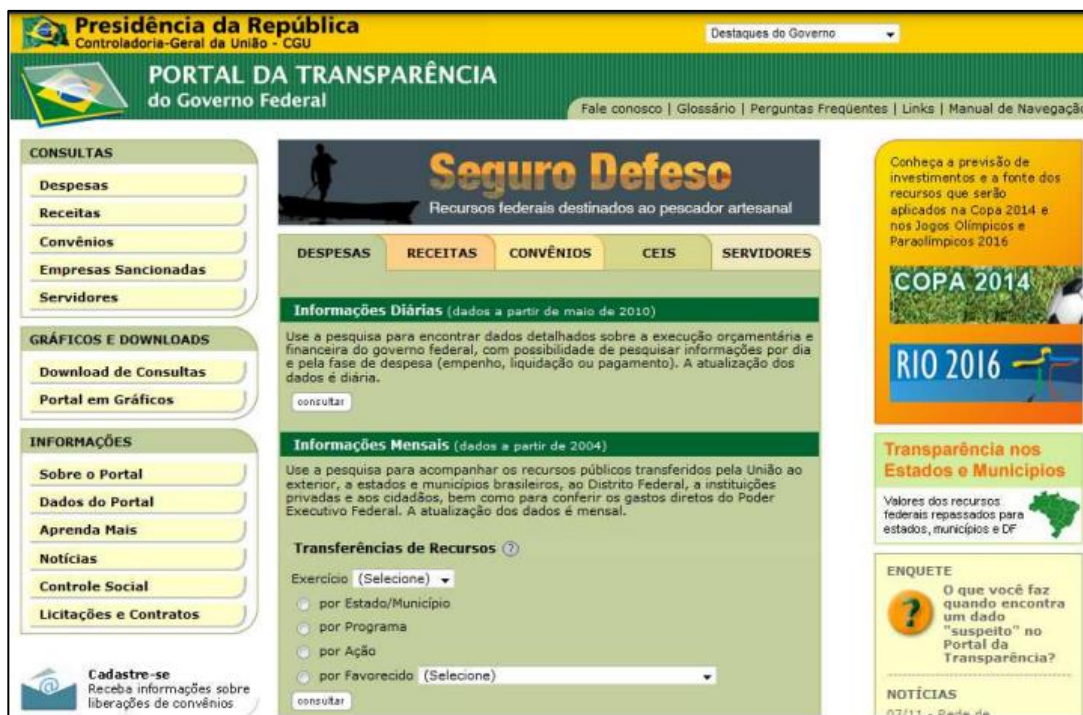 Presidência da República
Controladoria-Geral da União - CGU
Destaques do Governo
PORTAL DA TRANSPARÊNCIA
do Governo Federal
Fale conosco | Glossário | Perguntas Freqüentes | Links | Manual de Navegação
CONSULTAS
Despesas
Receitas
Convênios
Empresas Sancionadas
Servidores
GRÁFICOS E DOWNLOADS
Download de Consultas
Portal em Gráficos
INFORMAÇÕES
Sobre o Portal
Dados do Portal
Aprenda Mais
Notícias
Controle Social
Licitações e Contratos
Cadastre-se
Receba informações sobre
liberações de convênios
Seguro Defeso
Recursos federais destinados ao pescador artesanal
DESPESAS RECEITAS CONVÊNIOS CEIS SERVIDORES
Informações Diárias (dados a partir de maio de 2010)
Use a pesquisa para encontrar dados detalhados sobre a execução orçamentária e
financeira do governo federal, com possibilidade de pesquisar informações por dia
e pela fase de despesa (empenho, liquidação ou pagamento). A atualização dos
dados é diária.
consultar
Informações Mensais (dados a partir de 2004)
Use a pesquisa para acompanhar os recursos públicos transferidos pela União ao
exterior, a estados e municípios brasileiros, ao Distrito Federal, a instituições
privadas e aos cidadãos, bem como para conferir os gastos diretos do Poder
Executivo Federal. A atualização dos dados é mensal.
Transferências de Recursos ?
Exercício (Selecione)
por Estado/Município
por Programa
por Ação
por Favorecido (Selecione)
consultar
Conheça a previsão de
investimentos e a fonte dos
recursos que serão
aplicados na Copa 2014 e
nos Jogos Olímpicos e
Paraolímpicos 2016
COPA 2014
RIO 2016
Transparência nos
Estados e Municipios
Valores dos recursos
federais repassados para
estados, municípios e DF
ENQUETE
O que você faz
quando encontra
um dado
"suspeito" no
Portal da
Transparência?
NOTÍCIAS
07/11 - Rede de